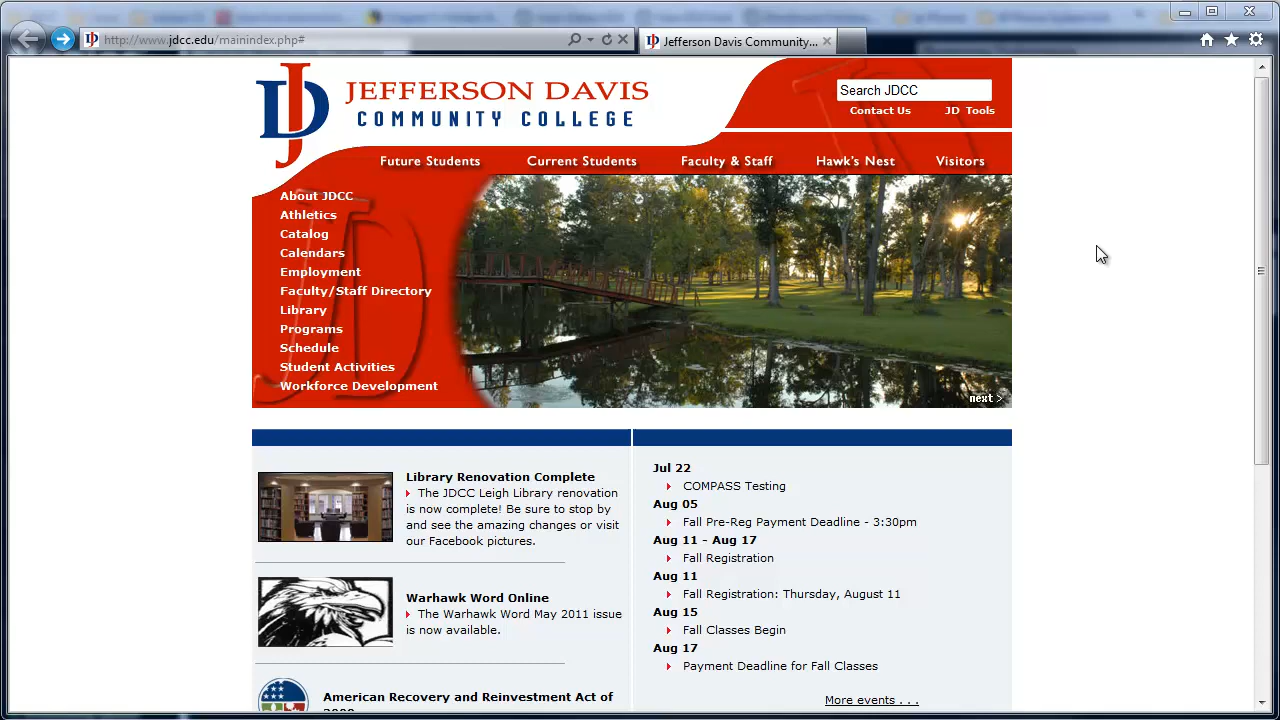 http://www.jdcc.edu/mainindex.php#
Jefferson Davis Community...
JD
JEFFERSON DAVIS
COMMUNITY COLLEGE
Search JDCC
Contact Us
JD Tools
Future Students
Current Students
Faculty & Staff
Hawk's Nest
Visitors
About JDCC
Athletics
Catalog
Calendars
Employment
Faculty/Staff Directory
Library
Programs
Schedule
Student Activities
Workforce Development
next >
Library Renovation Complete
The JDCC Leigh Library renovation
is now complete! Be sure to stop by
and see the amazing changes or visit
our Facebook pictures.
Warhawk Word Online
The Warhawk Word May 2011 issue
is now available.
American Recovery and Reinvestment Act of
Jul 22
COMPASS Testing
Aug 05
Fall Pre-Reg Payment Deadline - 3:30pm
Aug 11 - Aug 17
Fall Registration
Aug 11
Fall Registration: Thursday, August 11
Aug 15
Fall Classes Begin
Aug 17
Payment Deadline for Fall Classes
More events . . .